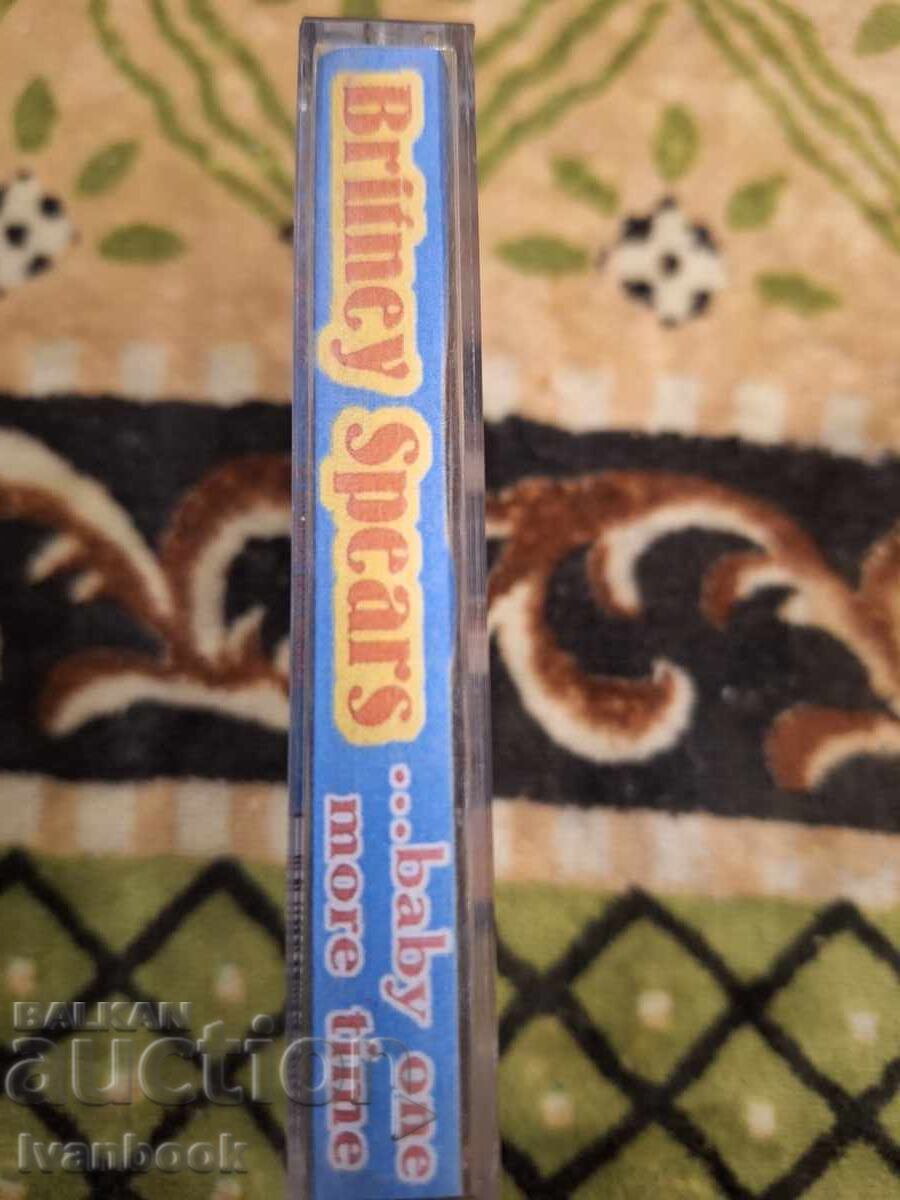 Britney Spears
...baby one
more time
BALKAN
auction
Ivanbook